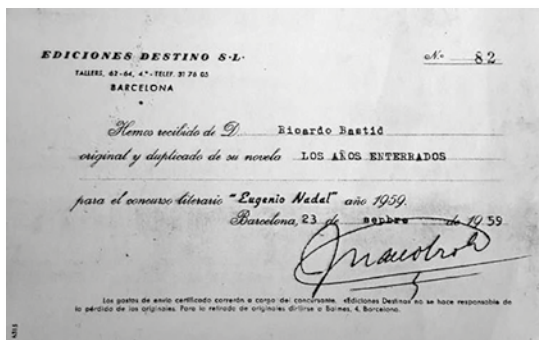 EDICIONES DESTINO S·L·
Nº 82
TALLERS, 62-64, 4.º - TELEF. 31 76 05
BARCELONA
Hemos recibido de D. Ricardo Bastid
original y duplicado de su novela LOS AÑOS ENTERRADOS
para el concurso literario "Eugenio Nadal" año 1959.
Barcelona, 23 de sepbre de 1959
Los gastos de envío certificado correrán a cargo del concursante. «Ediciones Destino» no se hace responsable de
la pérdida de los originales. Para la retirada de originales dirigirse a Balmes, 4, Barcelona.